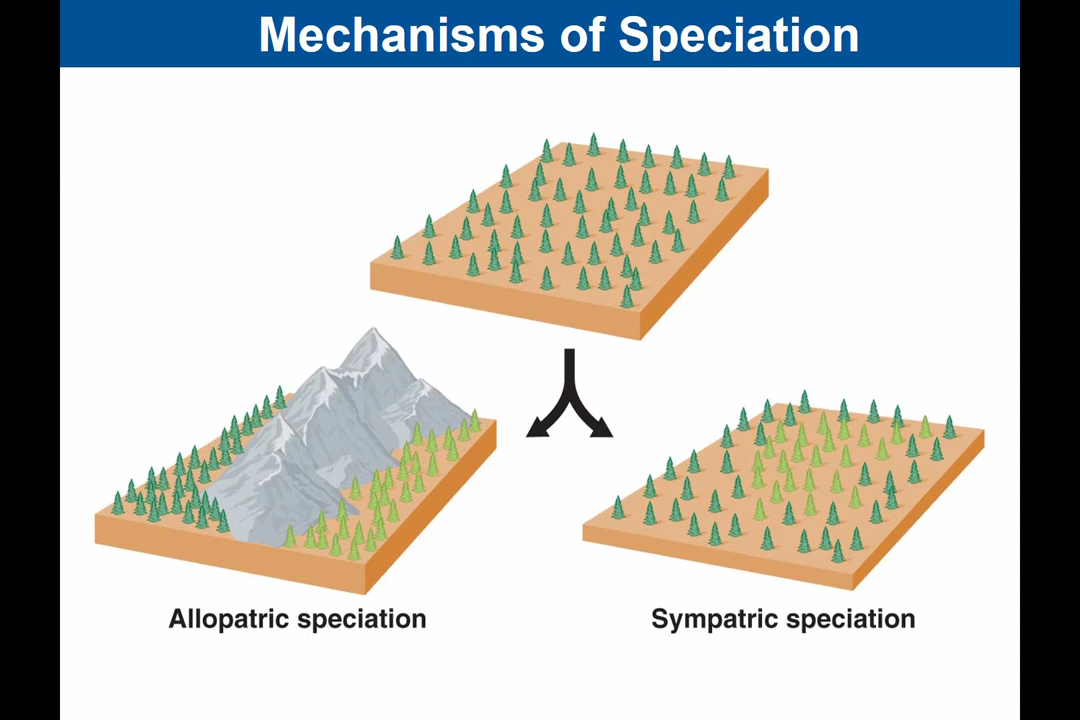 Mechanisms of Speciation
Allopatric speciation
Sympatric speciation